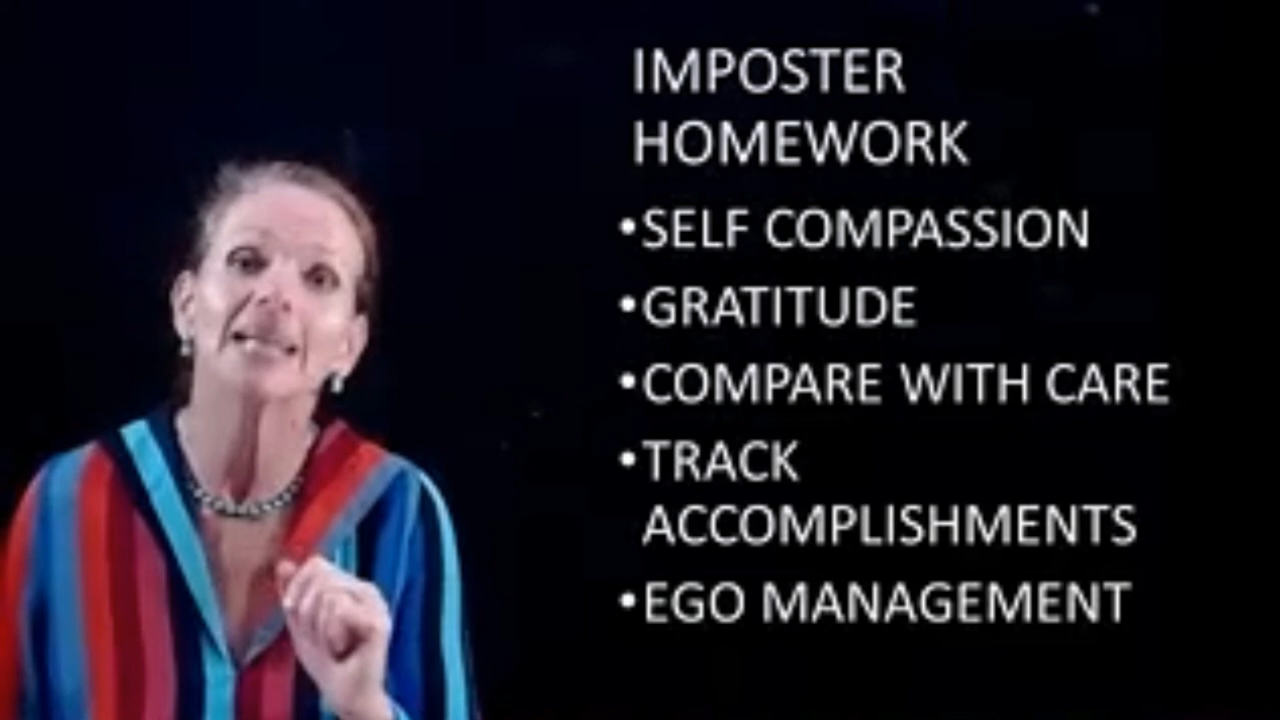 IMPOSTER
HOMEWORK
•SELF COMPASSION
•GRATITUDE
•COMPARE WITH CARE
•TRACK
ACCOMPLISHMENTS
•EGO MANAGEMENT